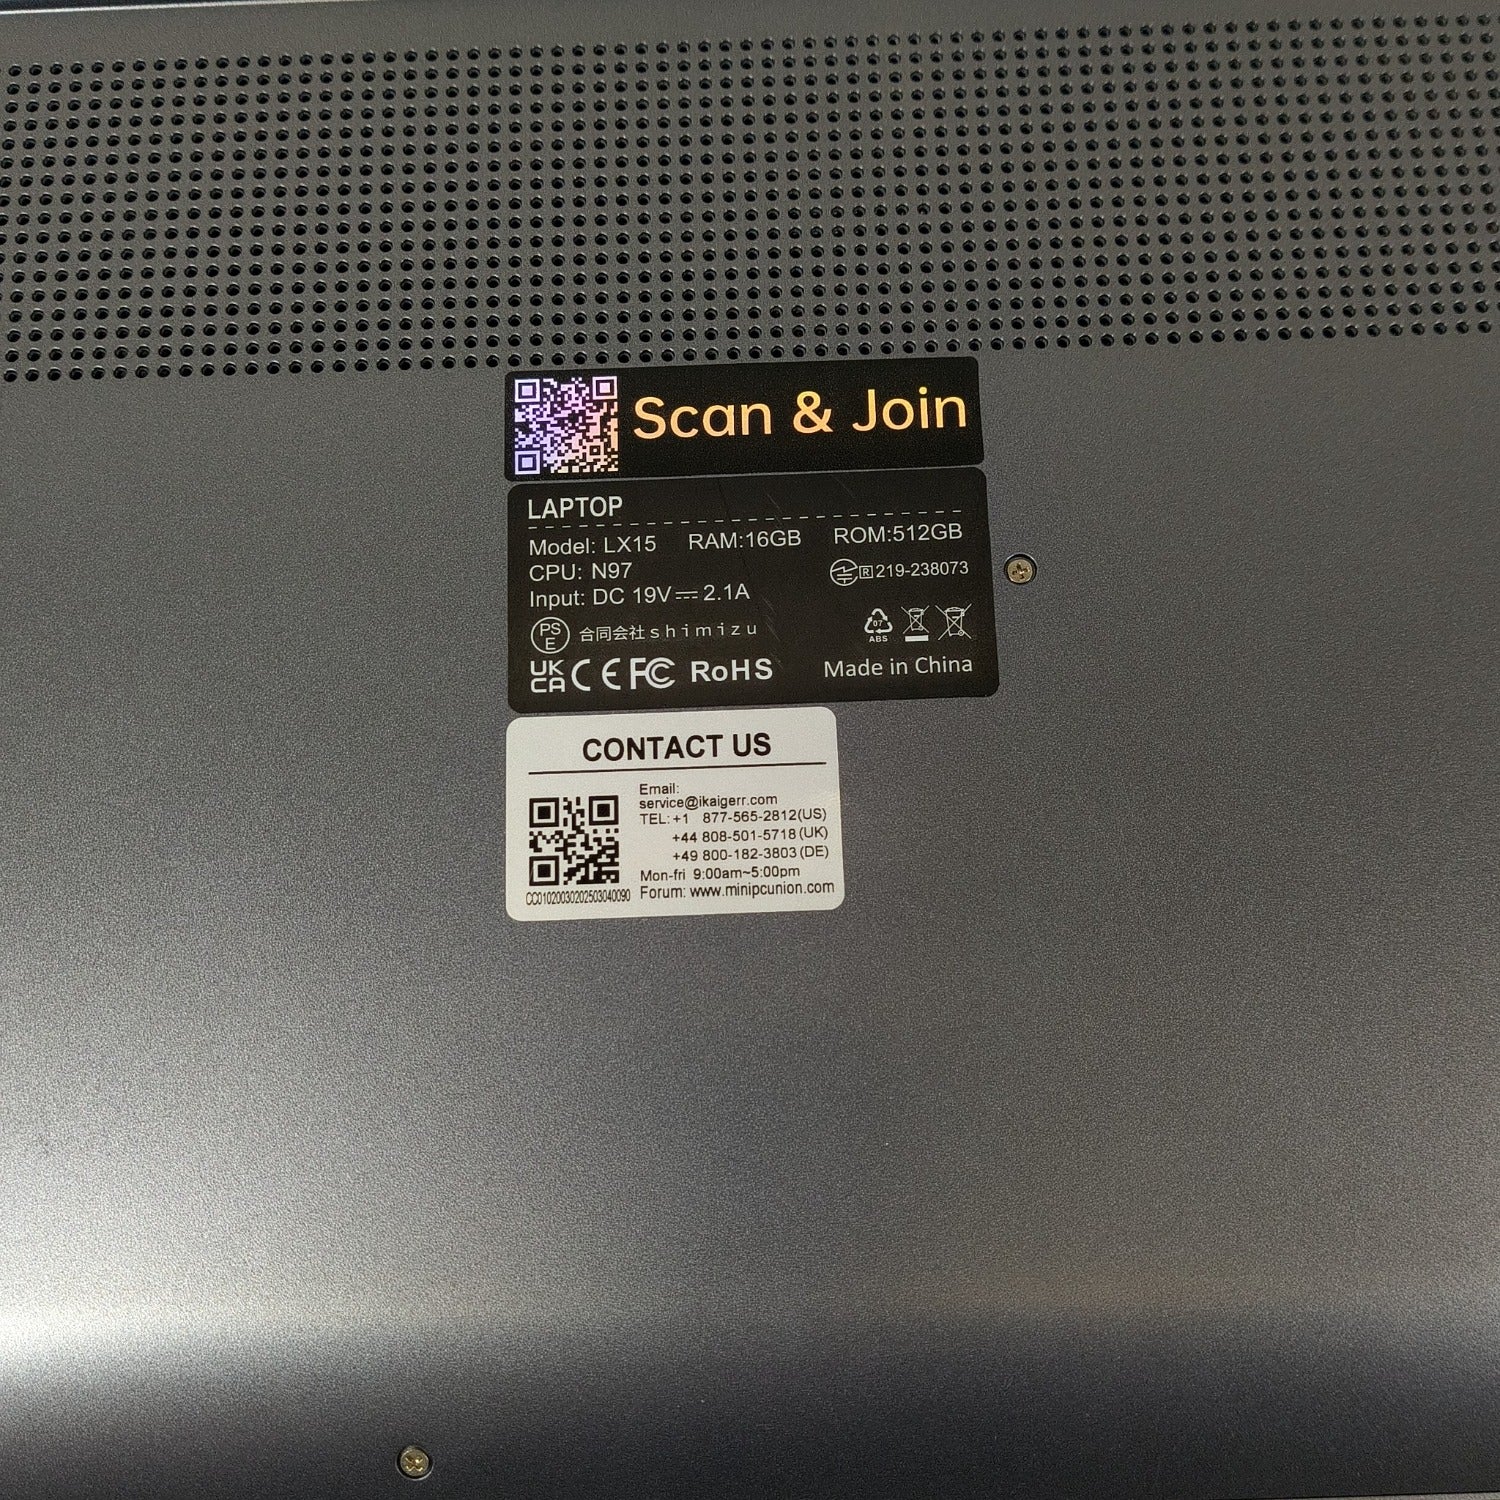 Scan & Join
LAPTOP
Model: LX15 RAM:16GB ROM:512GB
CPU: N97
R 219-238073
Input: DC 19V⎓2.1A
PS
E
合同会社shimizu
07
ABS
UK
CA CE FC RoHS
Made in China
CONTACT US
Email:
service@ikaigerr.com
TEL:+1 877-565-2812(US)
+44 808-501-5718(UK)
+49 800-182-3803(DE)
Mon-fri 9:00am~5:00pm
Forum: www.minipcunion.com
CC01020030202503040090